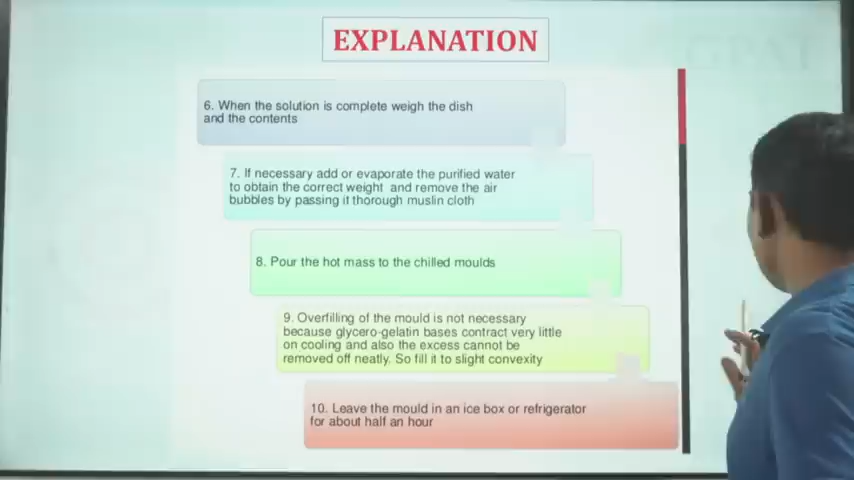 EXPLANATION
6. When the solution is complete weigh the dish
and the contents
7. If necessary add or evaporate the purified water
to obtain the correct weight and remove the air
bubbles by passing it thorough muslin cloth
8. Pour the hot mass to the chilled moulds
9. Overfilling of the mould is not necessary
because glycero-gelatin bases contract very little
on cooling and also the excess cannot be
removed off neatly. So fill it to slight convexity
10. Leave the mould in an ice box or refrigerator
for about half an hour